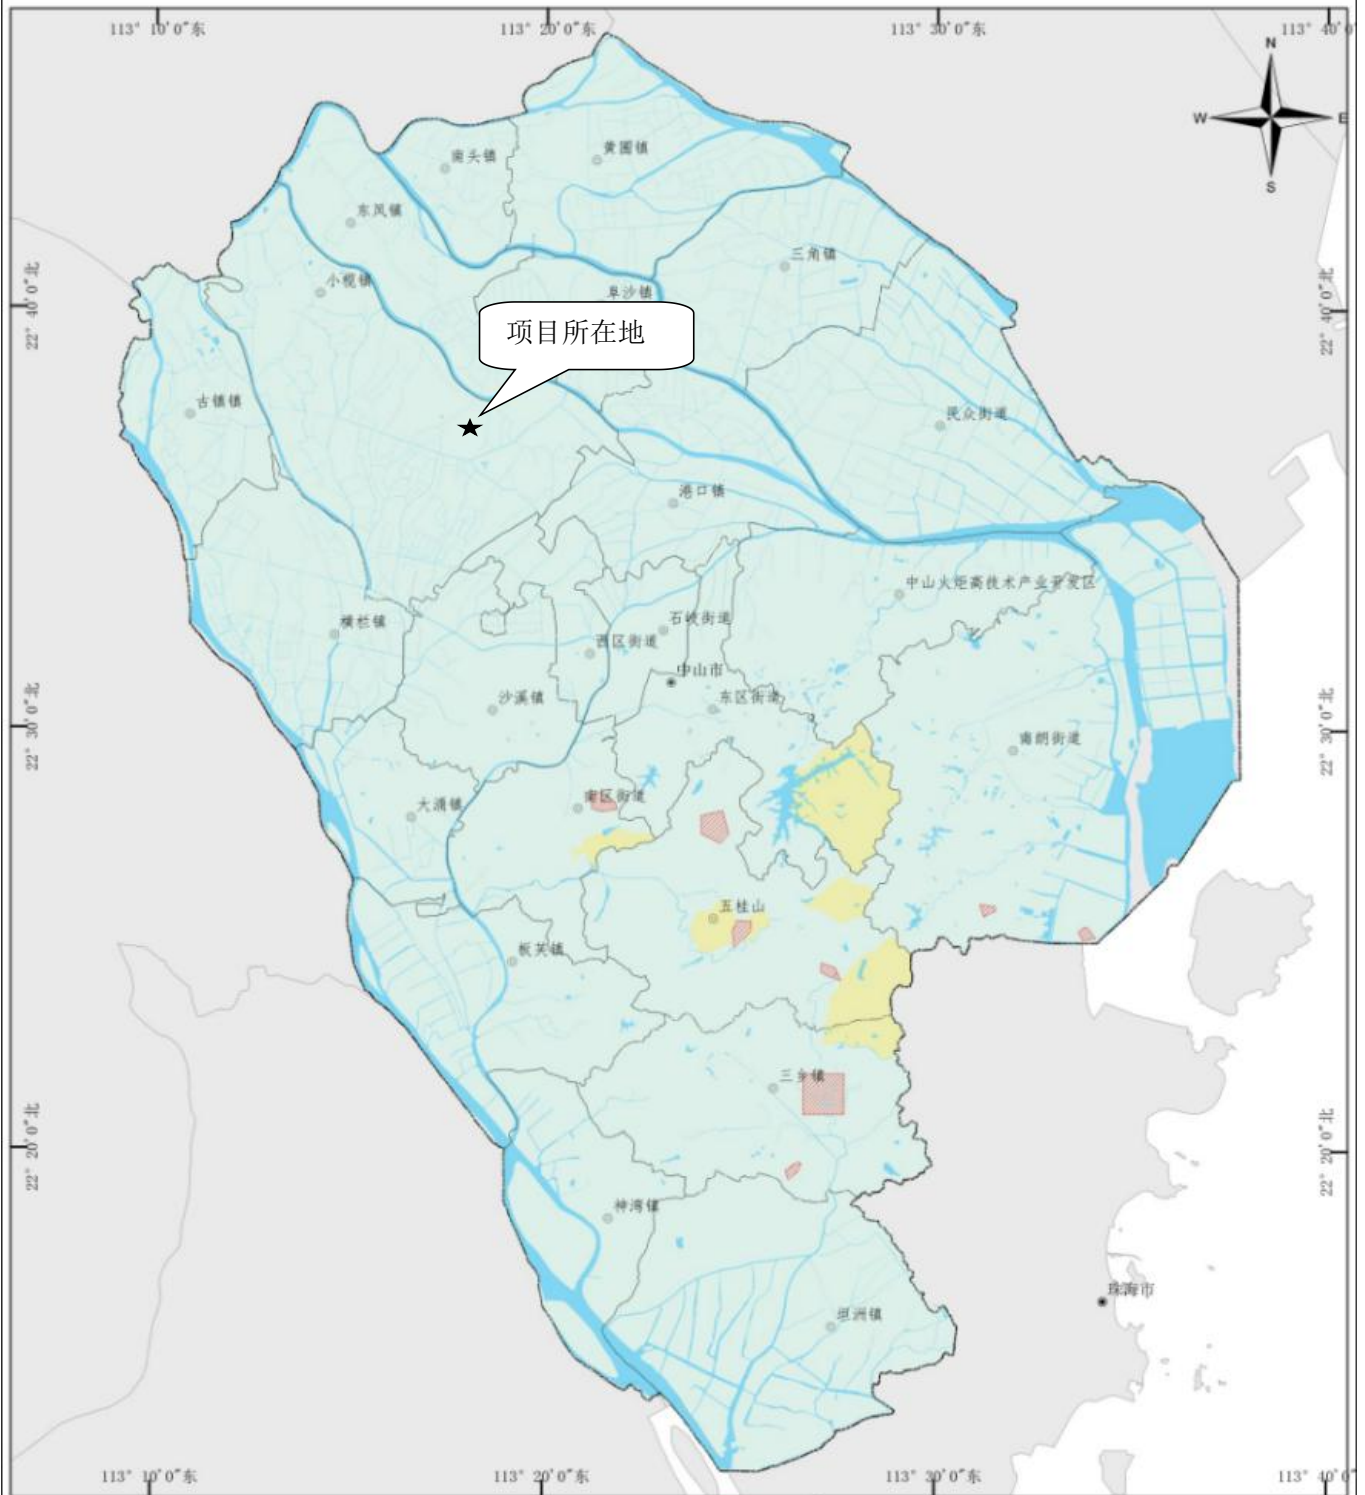 113° 10′0″东
113° 20′0″东
113° 30′0″东
113° 40′0
N
W
E
S
黄圃镇
南头镇
东凤镇
三角镇
22° 40′0″北
小榄镇
阜沙镇
22° 40′0″北
项目所在地
古镇镇
民众街道
港口镇
中山火炬高技术产业开发区
横栏镇
石岐街道
西区街道
中山市
沙溪镇
东区街道
22° 30′0″北
南朗街道
22° 30′0″北
大涌镇
南区街道
五桂山
板芙镇
三乡镇
22° 20′0″北
22° 20′0″北
神湾镇
珠海市
坦洲镇
113° 10′0″东
113° 20′0″东
113° 30′0″东
113° 40′0